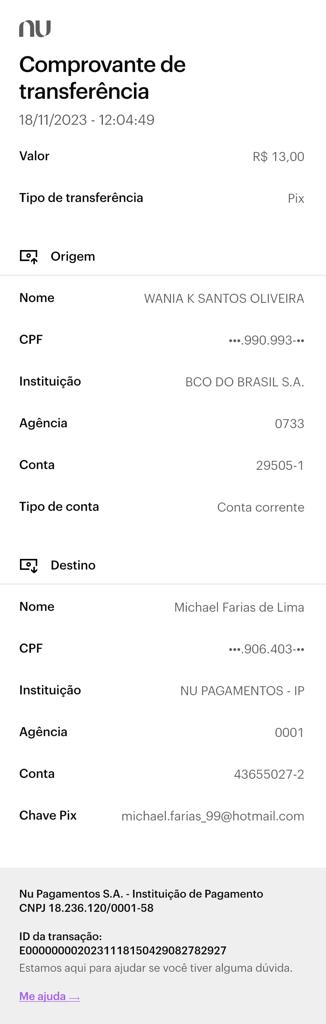 nu
Comprovante de
transferência
18/11/2023 - 12:04:49
Valor R$ 13,00
Tipo de transferência Pix
Origem
Nome WANIA K SANTOS OLIVEIRA
CPF •••.990.993-••
Instituição BCO DO BRASIL S.A.
Agência 0733
Conta 29505-1
Tipo de conta Conta corrente
Destino
Nome Michael Farias de Lima
CPF •••.906.403-••
Instituição NU PAGAMENTOS - IP
Agência 0001
Conta 43655027-2
Chave Pix michael.farias_99@hotmail.com
Nu Pagamentos S.A. - Instituição de Pagamento
CNPJ 18.236.120/0001-58
ID da transação:
E00000000202311181504290827829​27
Estamos aqui para ajudar se você tiver alguma dúvida.
Me ajuda →